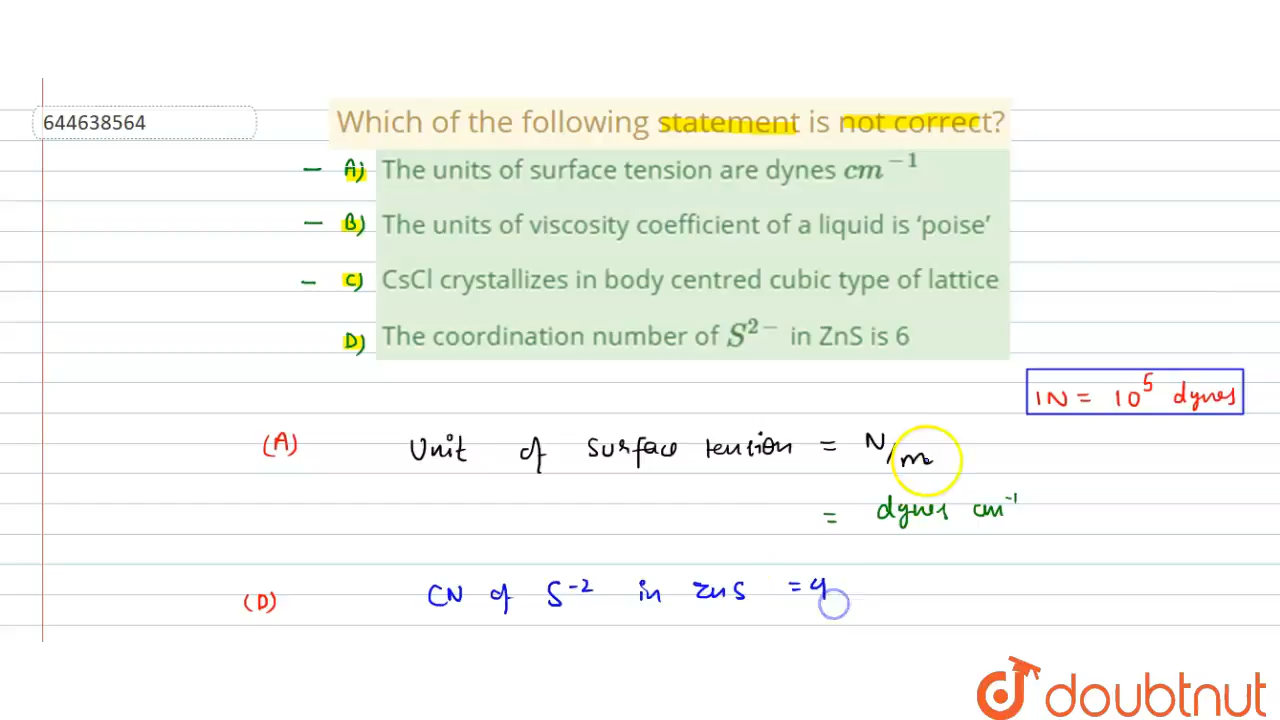 644638564
Which of the following statement is not correct?
– A) The units of surface tension are dynes cm⁻¹
– B) The units of viscosity coefficient of a liquid is ‘poise’
– C) CsCl crystallizes in body centred cubic type of lattice
D) The coordination number of S²⁻ in ZnS is 6
1N = 10⁵ dynes
(A) Unit of surface tension = N/m
= dynes cm⁻¹
(D) CN of S⁻² in ZnS = 4
doubtnut